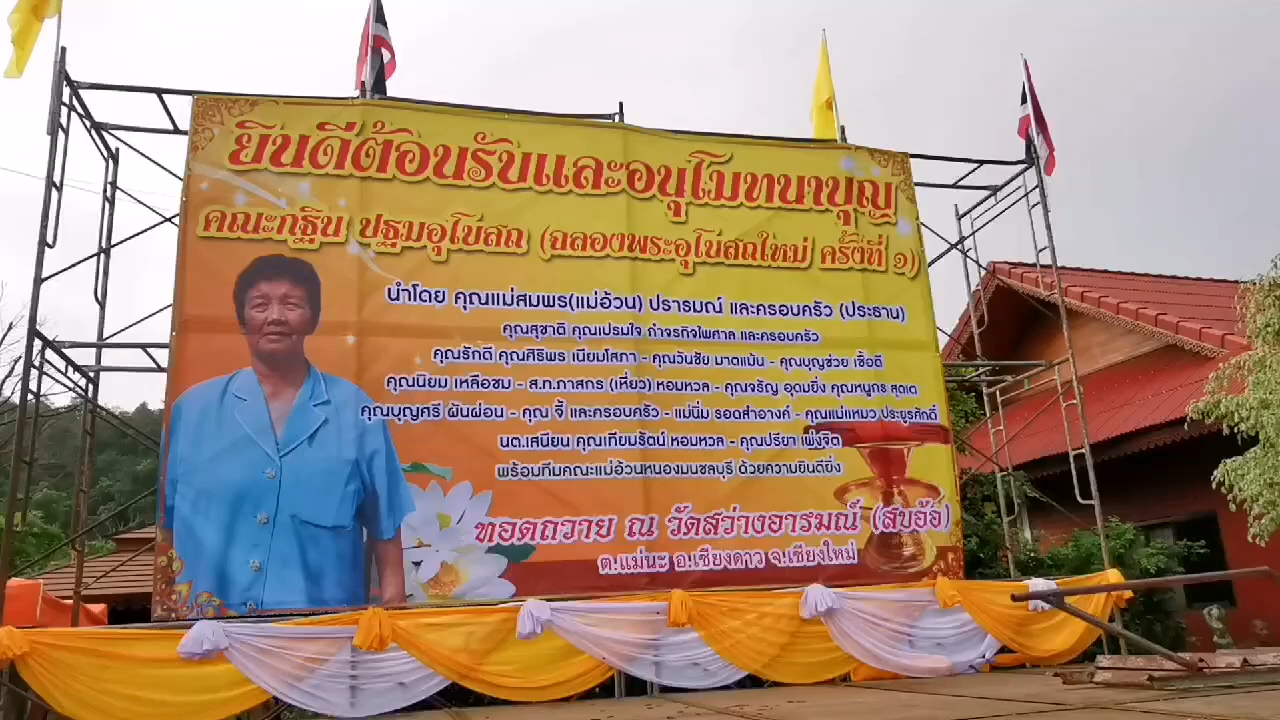 ยินดีต้อนรับและอนุโมทนาบุญ
คณะกฐิน ปฐมอุโบสถ (ฉลองพระอุโบสถใหม่ ครั้งที่ ๑)
นำโดย คุณแม่สมพร(แม่อ้วน) ปรารมณ์ และครอบครัว (ประธาน)
คุณสุชาติ คุณเปรมใจ กำจรกิจไพศาล และครอบครัว
คุณรักดี คุณศิริพร เนียมโสภา - คุณวันชัย มาตแม้น - คุณบุญช่วย เชื้อดี
คุณนิยม เหลือชม - ส.ท.ภาสกร (เหี่ยว) หอมหวล - คุณจรัญ อุดมยิ่ง คุณหนูกร สุดเต
คุณบุญศรี ผันผ่อน - คุณ จี้ และครอบครัว - แม่นิ่ม รอดสำอางค์ - คุณแม่แหมว ประยูรศักดิ์
นต.เสนียน คุณเทียมรัตน์ หอมหวล - คุณปรียา เพ่งจิต
พร้อมทีมคณะแม่อ้วนหนองมนชลบุรี ด้วยความยินดียิ่ง
ทอดถวาย ณ วัดสว่างอารมณ์ (สบอ้อ)
ต.แม่นะ อ.เชียงดาว จ.เชียงใหม่